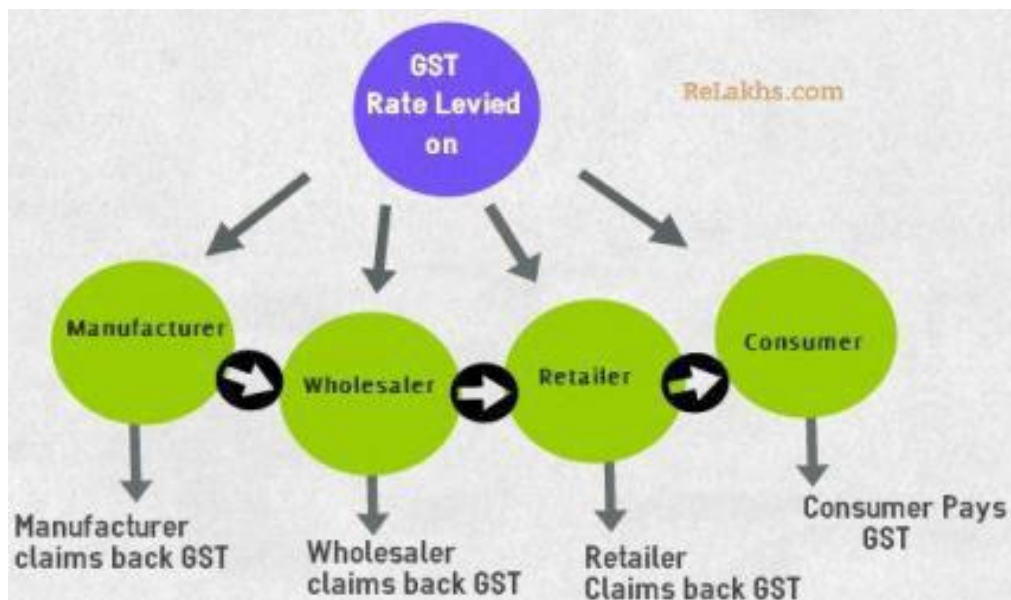 GST
Rate Levied
on
ReLakhs.com
Manufacturer
Wholesaler
Retailer
Consumer
Manufacturer
claims back GST
Wholesaler
claims back GST
Retailer
Claims back GST
Consumer Pays
GST